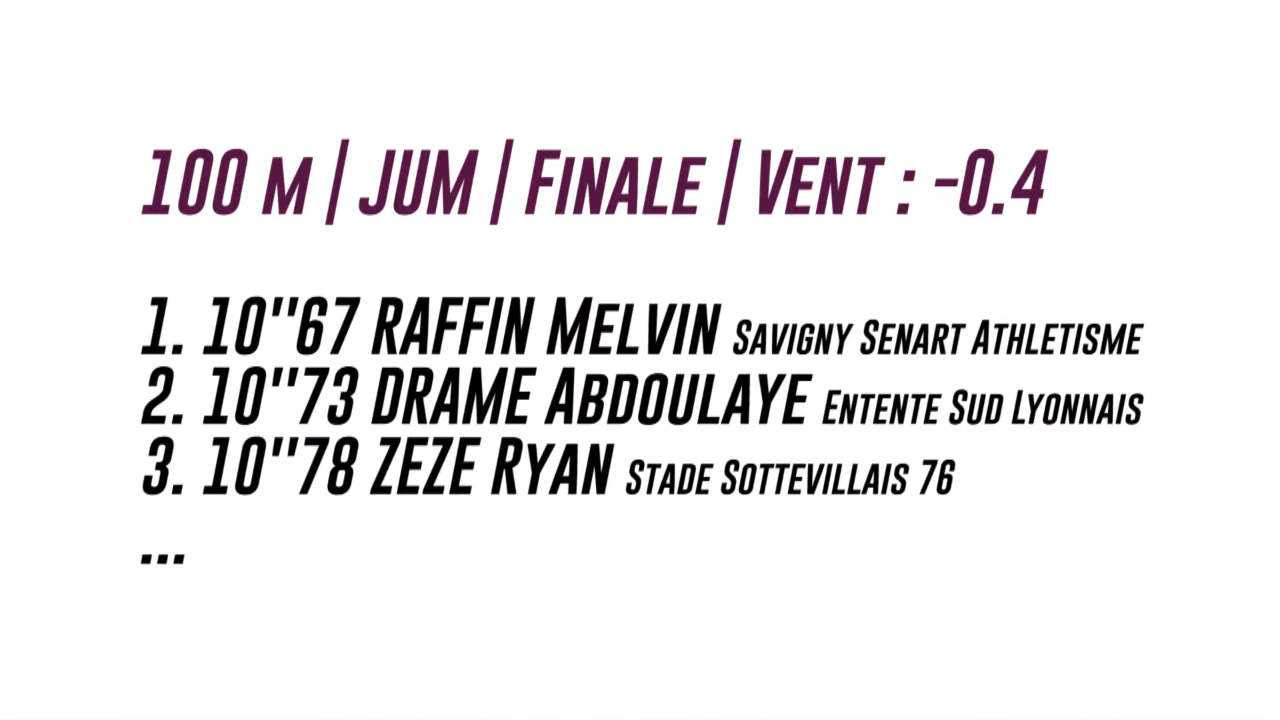 100 m | JUM | Finale | Vent : -0.4
1. 10''67 RAFFIN Melvin Savigny Senart Athletisme
2. 10''73 DRAME Abdoulaye Entente Sud Lyonnais
3. 10''78 ZEZE Ryan Stade Sottevillais 76
...